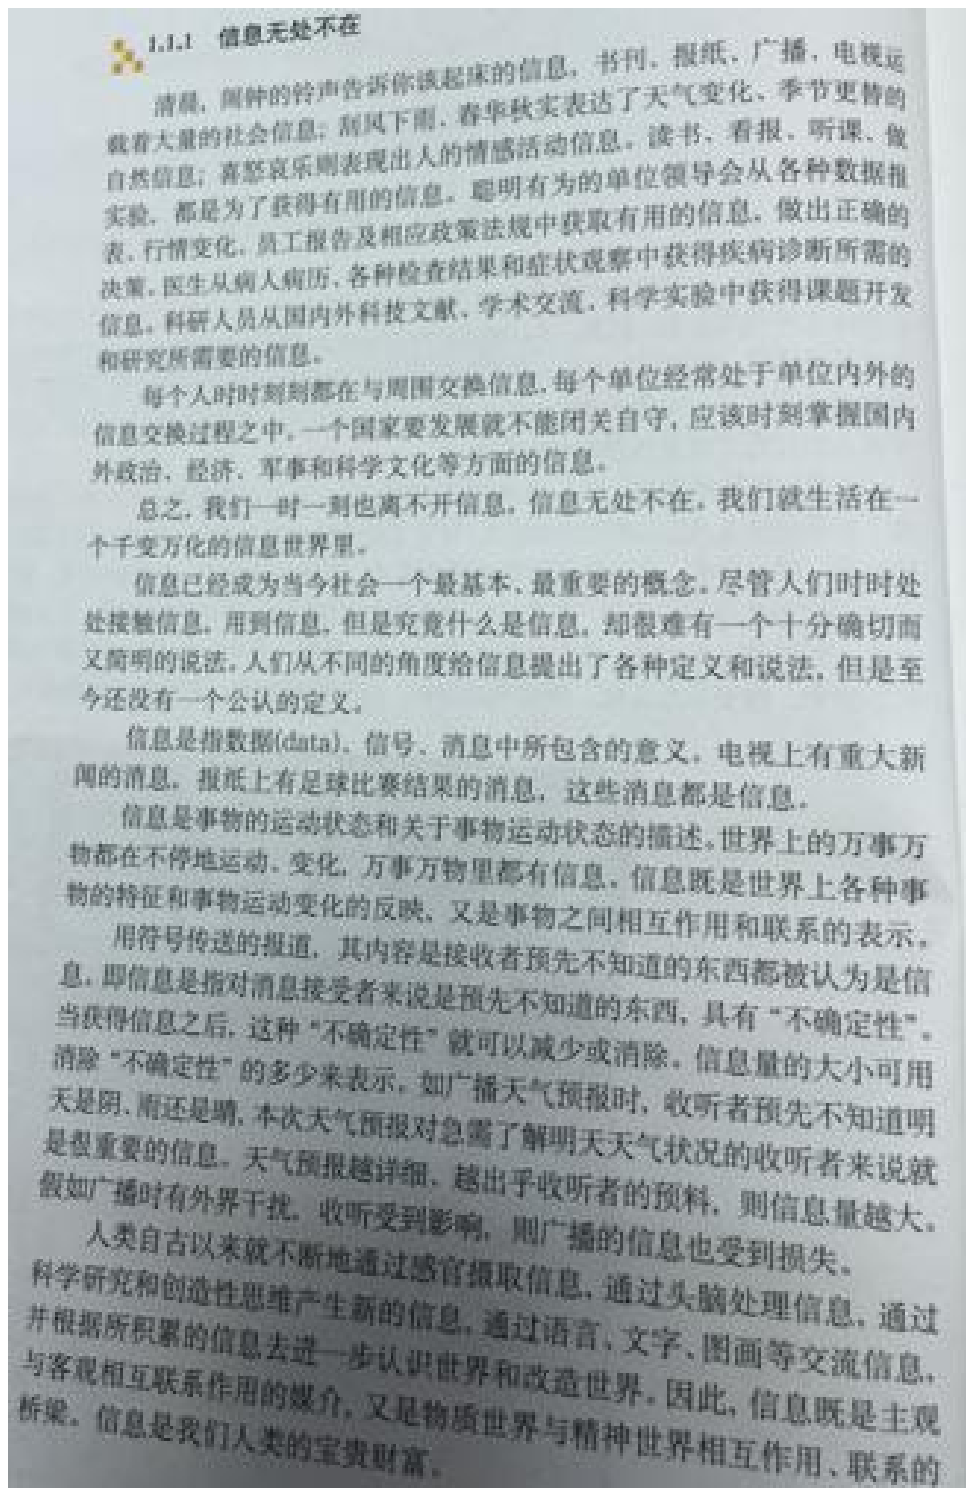 1.1.1 信息无处不在
清晨，闹钟的铃声告诉你该起床的信息，书刊、报纸、广播、电视运
载着大量的社会信息；刮风下雨、春华秋实表达了天气变化、季节更替的
自然信息；喜怒哀乐则表现出人的情感活动信息。读书、看报、听课、做
实验，都是为了获得有用的信息。聪明有为的单位领导会从各种数据报
表、行情变化、员工报告及相应政策法规中获取有用的信息，做出正确的
决策。医生从病人病历、各种检查结果和症状观察中获得疾病诊断所需的
信息。科研人员从国内外科技文献、学术交流、科学实验中获得课题开发
和研究所需要的信息。
每个人时时刻刻都在与周围交换信息，每个单位经常处于单位内外的
信息交换过程之中。一个国家要发展就不能闭关自守，应该时刻掌握国内
外政治、经济、军事和科学文化等方面的信息。
总之，我们一时一刻也离不开信息，信息无处不在，我们就生活在一
个千变万化的信息世界里。
信息已经成为当今社会一个最基本、最重要的概念。尽管人们时时处
处接触信息，用到信息，但是究竟什么是信息，却很难有一个十分确切而
又简明的说法。人们从不同的角度给信息提出了各种定义和说法，但是至
今还没有一个公认的定义。
信息是指数据(data)、信号、消息中所包含的意义。电视上有重大新
闻的消息，报纸上有足球比赛结果的消息，这些消息都是信息。
信息是事物的运动状态和关于事物运动状态的描述。世界上的万事万
物都在不停地运动、变化，万事万物里都有信息。信息既是世界上各种事
物的特征和事物运动变化的反映，又是事物之间相互作用和联系的表示。
用符号传送的报道，其内容是接收者预先不知道的东西都被认为是信
息，即信息是指对消息接受者来说是预先不知道的东西，具有“不确定性”。
当获得信息之后，这种“不确定性”就可以减少或消除。信息量的大小可用
消除“不确定性”的多少来表示。如广播天气预报时，收听者预先不知道明
天是阴、雨还是晴，本次天气预报对急需了解明天天气状况的收听者来说就
是很重要的信息。天气预报越详细、越出乎收听者的预料，则信息量越大。
假如广播时有外界干扰，收听受到影响，则广播的信息也受到损失。
人类自古以来就不断地通过感官摄取信息，通过头脑处理信息，通过
科学研究和创造性思维产生新的信息，通过语言、文字、图画等交流信息，
并根据所积累的信息去进一步认识世界和改造世界。因此，信息既是主观
与客观相互联系作用的媒介，又是物质世界与精神世界相互作用、联系的
桥梁。信息是我们人类的宝贵财富。